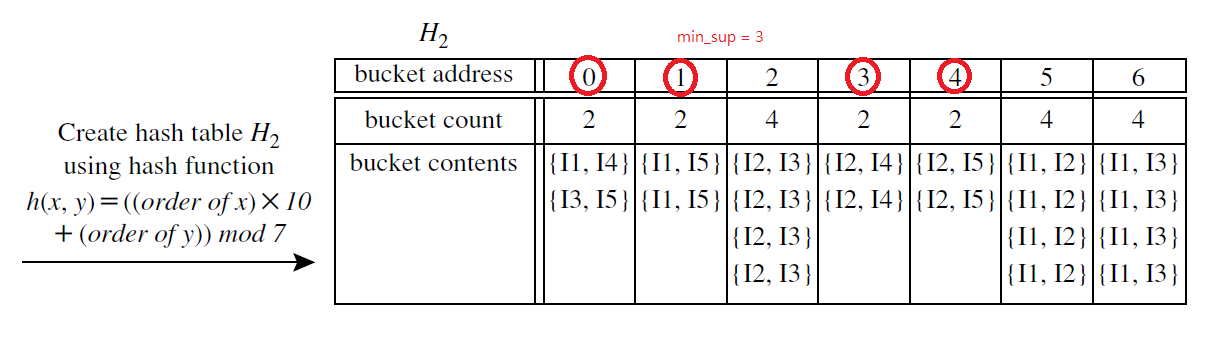 H2
min_sup = 3
bucket address 0 1 2 3 4 5 6
bucket count 2 2 4 2 2 4 4
bucket contents {I1, I4} {I1, I5} {I2, I3} {I2, I4} {I2, I5} {I1, I2} {I1, I3}
{I3, I5} {I1, I5} {I2, I3} {I2, I4} {I2, I5} {I1, I2} {I1, I3}
{I2, I3} {I1, I2} {I1, I3}
{I2, I3} {I1, I2} {I1, I3}
Create hash table H2
using hash function
h(x, y) = ((order of x) × 10
+ (order of y)) mod 7